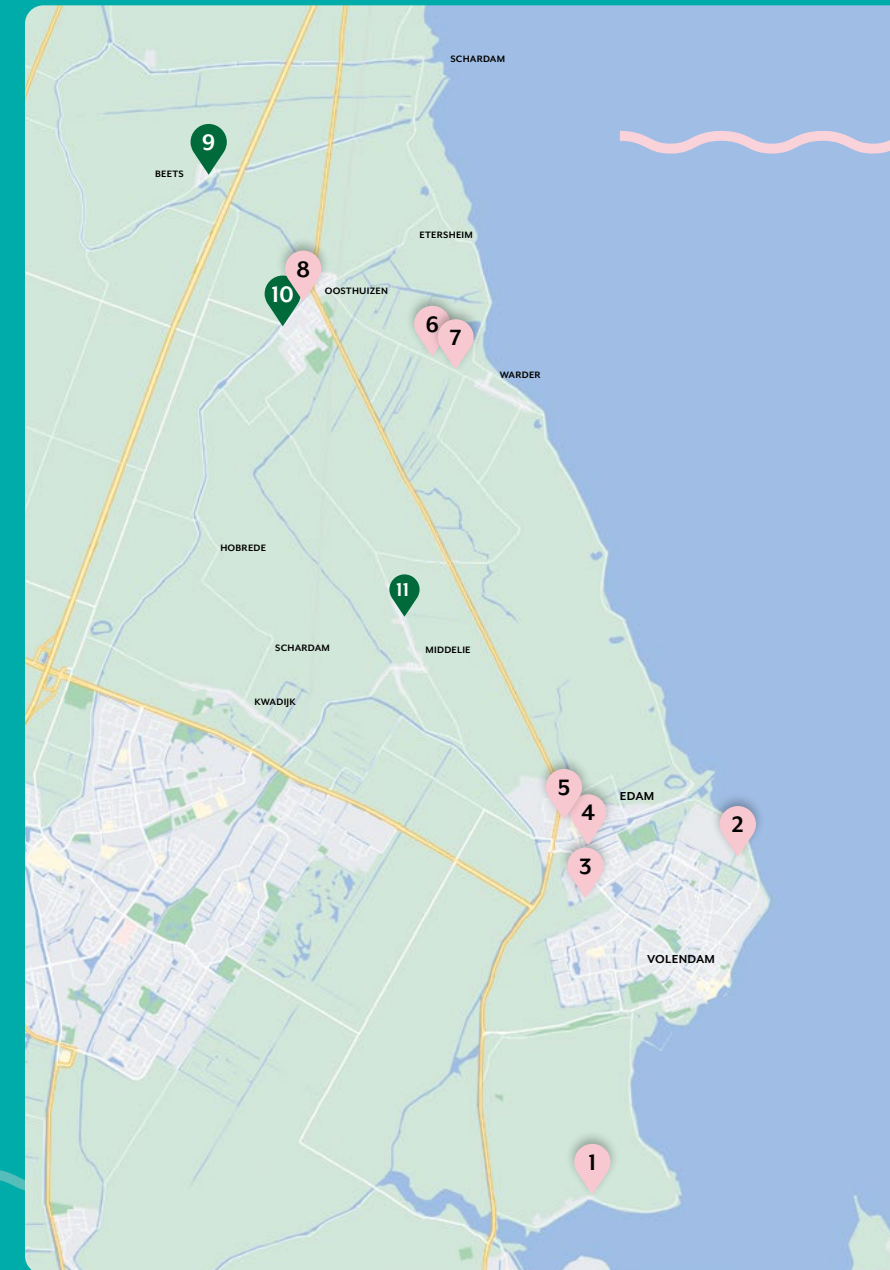 SCHARDAM
9
BEETS
ETERSHEIM
8
OOSTHUIZEN
10
6
7
WARDER
HOBREDE
11
SCHARDAM
MIDDELIE
KWADIJK
5
EDAM
4
2
3
VOLENDAM
1